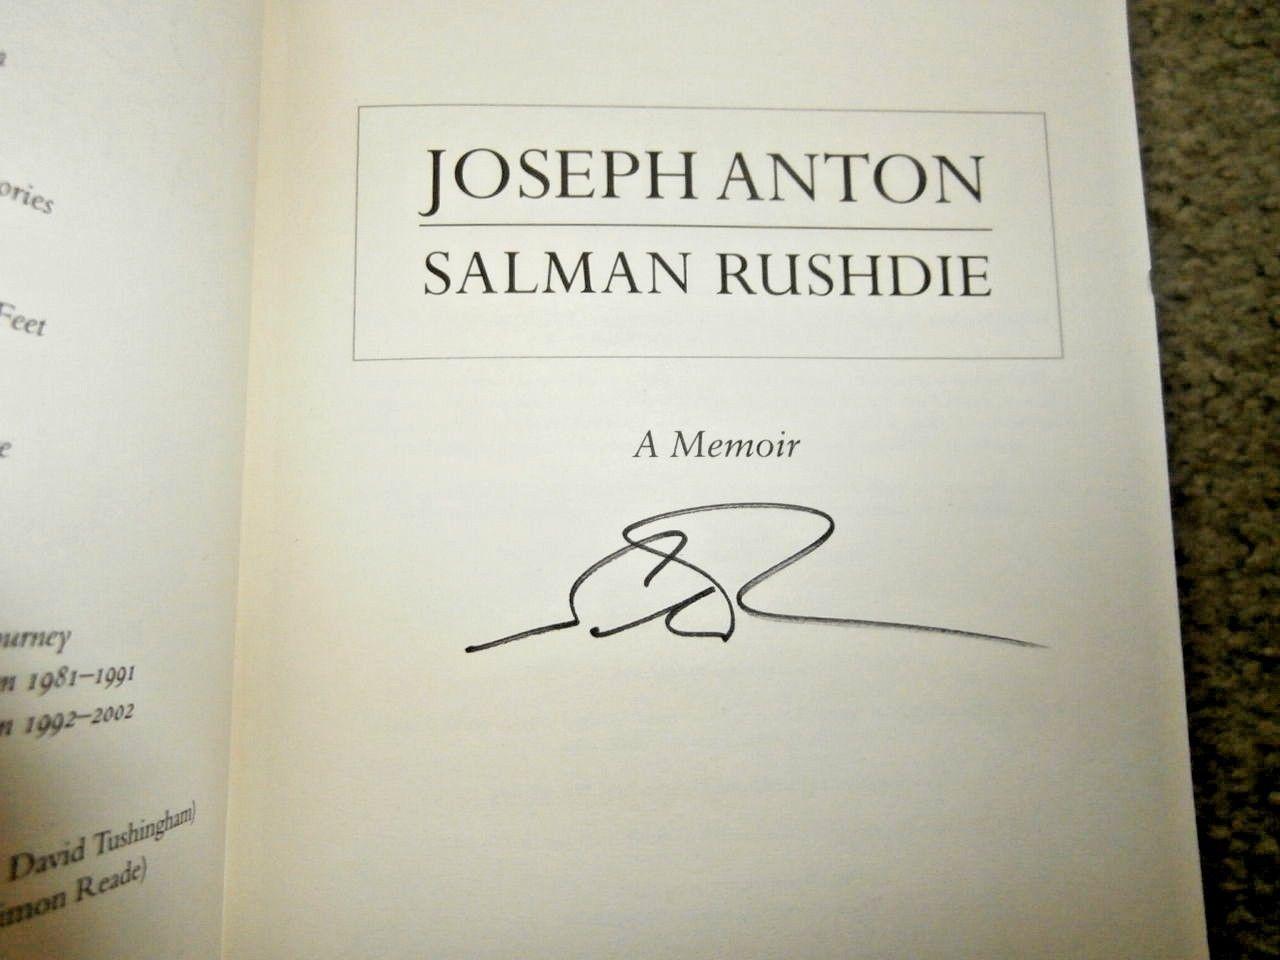 ories
Feet
ourney
1981–1991
1992–2002
David Tushingham)
imon Reade)
JOSEPH ANTON
SALMAN RUSHDIE
A Memoir